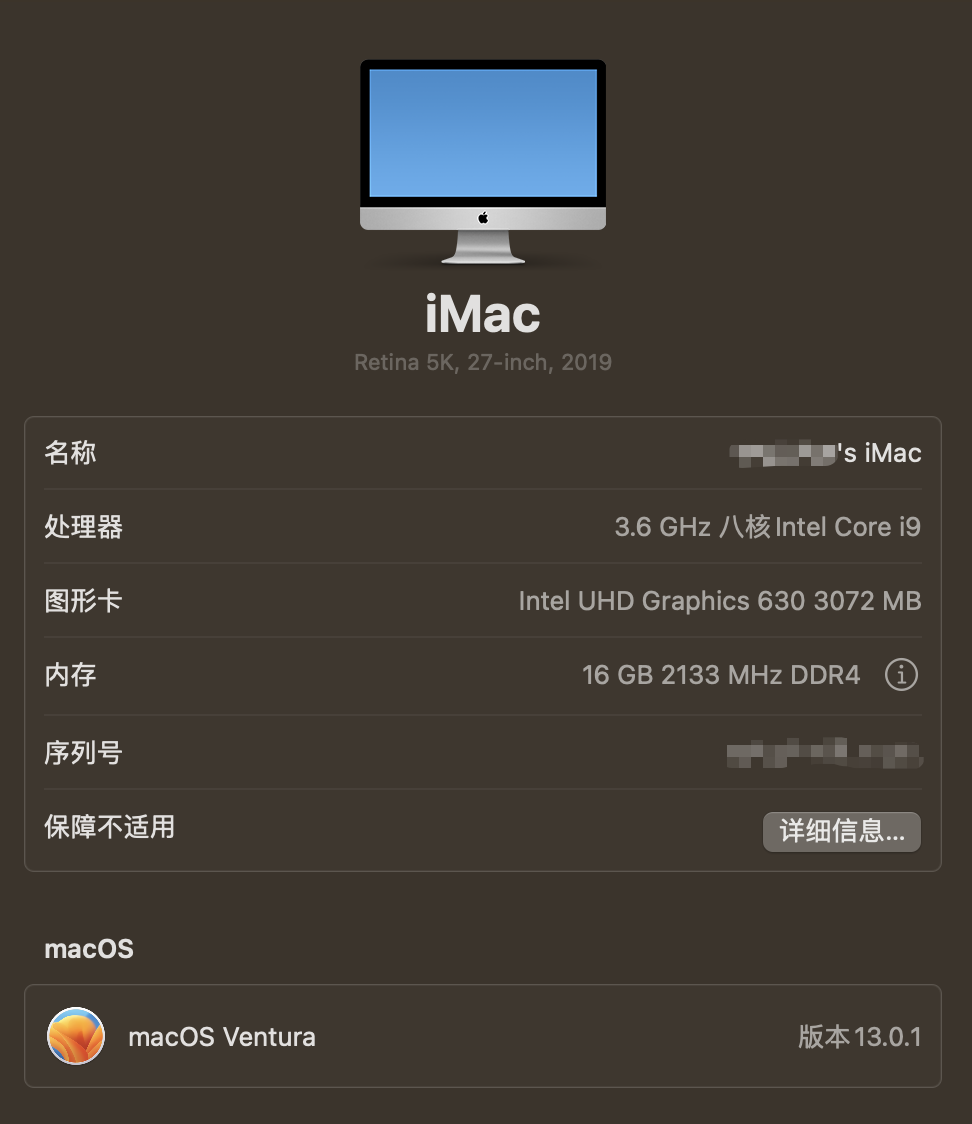 iMac
Retina 5K, 27-inch, 2019
名称 's iMac
处理器 3.6 GHz 八核Intel Core i9
图形卡 Intel UHD Graphics 630 3072 MB
内存 16 GB 2133 MHz DDR4
序列号
保障不适用 详细信息...
macOS
macOS Ventura 版本13.0.1